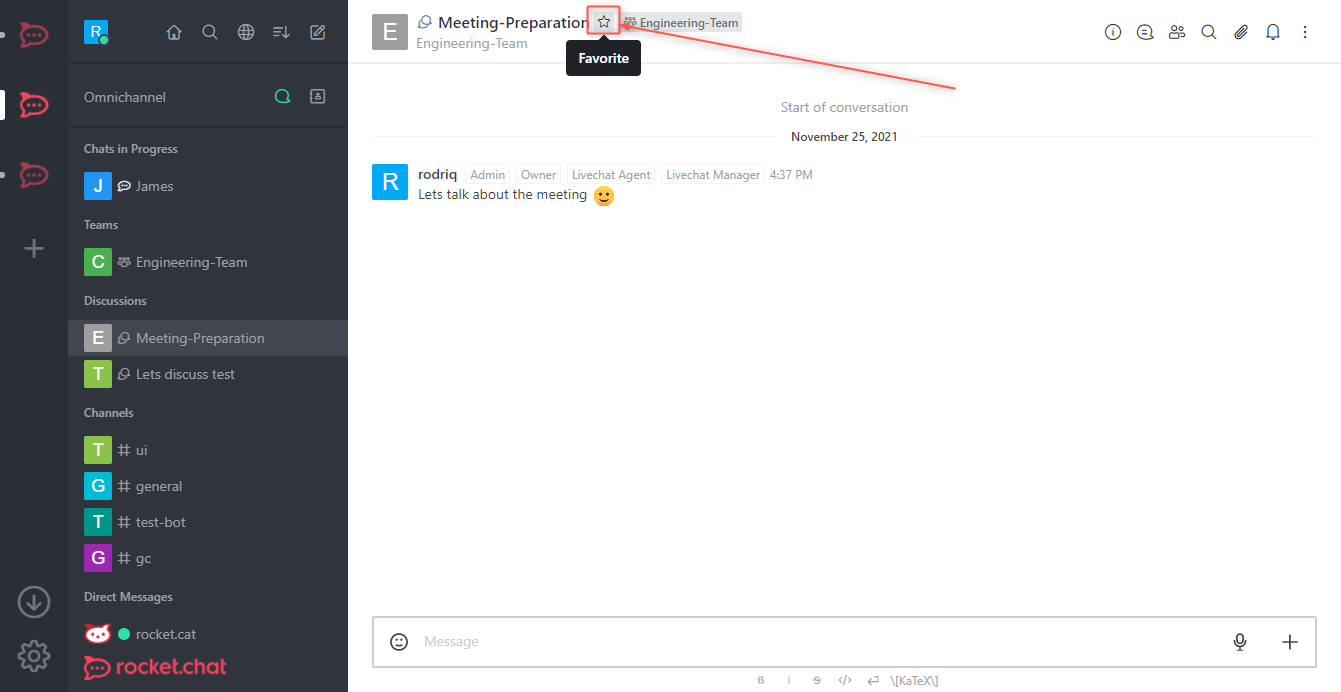 R
Omnichannel
Chats in Progress
J James
Teams
C Engineering-Team
Discussions
E Meeting-Preparation
T Lets discuss test
Channels
T ui
G general
T test-bot
G gc
Direct Messages
rocket.cat
rocket.chat
E Meeting-Preparation Engineering-Team
Engineering-Team
Favorite
Start of conversation
November 25, 2021
R rodriq Admin Owner Livechat Agent Livechat Manager 4:37 PM
Lets talk about the meeting
Message
B i S </> \[KaTeX\]